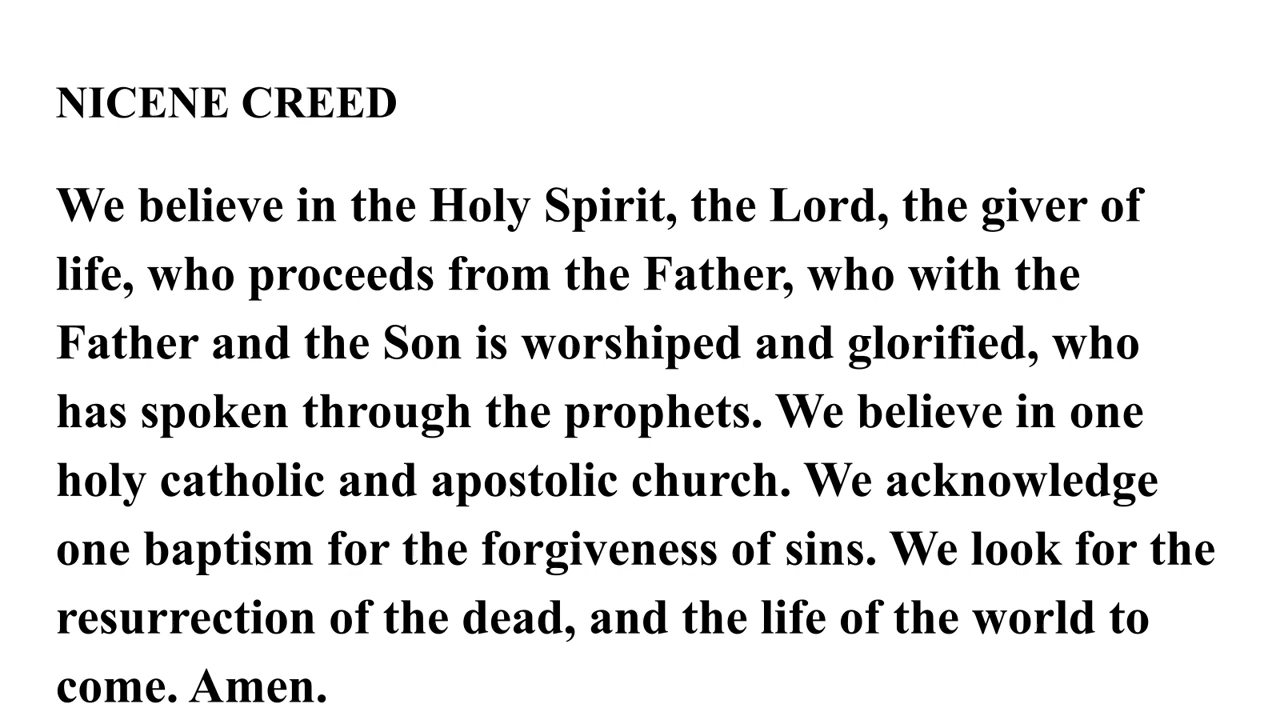 NICENE CREED
We believe in the Holy Spirit, the Lord, the giver of
life, who proceeds from the Father, who with the
Father and the Son is worshiped and glorified, who
has spoken through the prophets. We believe in one
holy catholic and apostolic church. We acknowledge
one baptism for the forgiveness of sins. We look for the
resurrection of the dead, and the life of the world to
come. Amen.